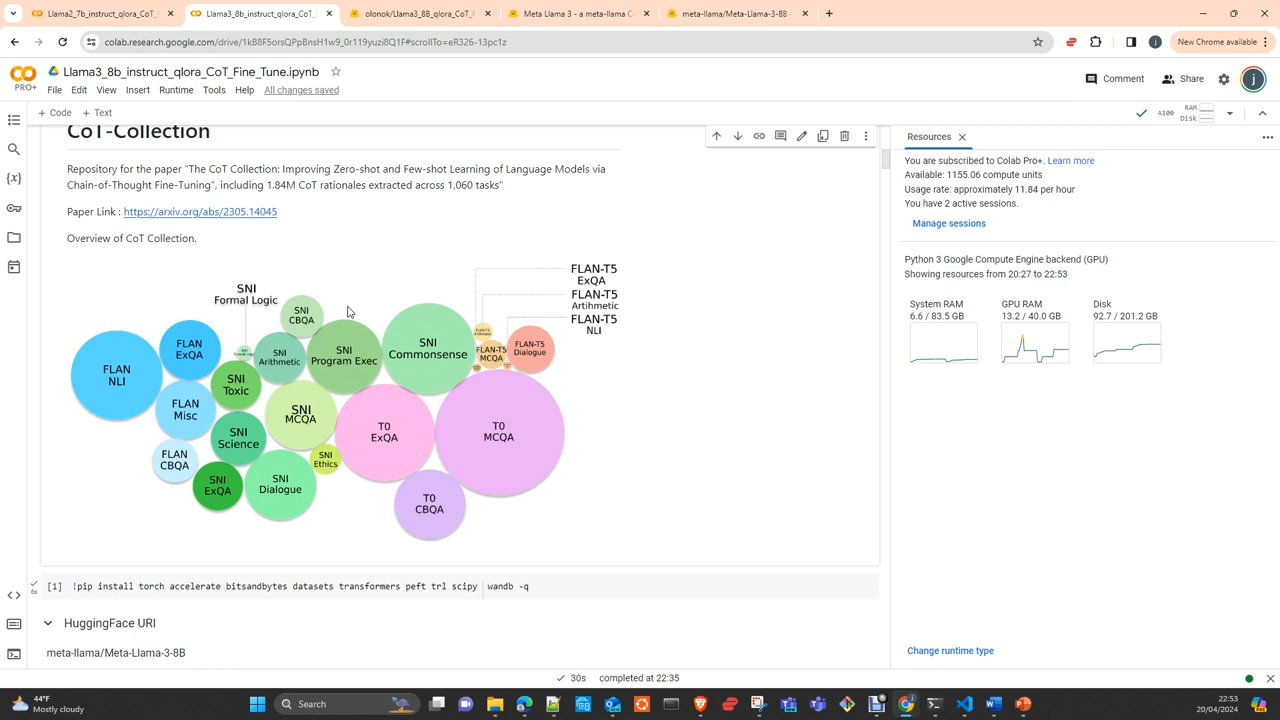 Llama2_7b_instruct_qlora_CoT_
Llama3_8b_instruct_qlora_CoT_
olonok/Llama3_8B_qlora_CoT_F
Meta Llama 3 - a meta-llama C
meta-llama/Meta-Llama-3-8B
colab.research.google.com/drive/1kB8F5orsQPpBnsH1w9_0r119yuzi8Q1F#scrollTo=eR326-13pc1z
New Chrome available
PRO+
Llama3_8b_instruct_qlora_CoT_Fine_Tune.ipynb
Comment
Share
File Edit View Insert Runtime Tools Help All changes saved
+ Code + Text
A100
RAM
Disk
CoT-Collection
Repository for the paper "The CoT Collection: Improving Zero-shot and Few-shot Learning of Language Models via
Chain-of-Thought Fine-Tuning", including 1.84M CoT rationales extracted across 1,060 tasks"
Paper Link : https://arxiv.org/abs/2305.14045
Overview of CoT Collection.
FLAN-T5
ExQA
FLAN-T5
Artihmetic
FLAN-T5
NLI
SNI
Formal Logic
SNI
CBQA
FLAN
NLI
FLAN
ExQA
SNI
Arithmetic
SNI
Program Exec
SNI
Commonsense
FLAN-T5
MCQA
FLAN-T5
Dialogue
FLAN
Misc
SNI
Toxic
SNI
MCQA
SNI
Science
T0
ExQA
T0
MCQA
FLAN
CBQA
SNI
ExQA
SNI
Dialogue
SNI
Ethics
T0
CBQA
6s
[1] !pip install torch accelerate bitsandbytes datasets transformers peft trl scipy wandb -q
HuggingFace URI
meta-llama/Meta-Llama-3-8B
Resources
You are subscribed to Colab Pro+. Learn more
Available: 1155.06 compute units
Usage rate: approximately 11.84 per hour
You have 2 active sessions.
Manage sessions
Python 3 Google Compute Engine backend (GPU)
Showing resources from 20:27 to 22:53
System RAM
6.6 / 83.5 GB
GPU RAM
13.2 / 40.0 GB
Disk
92.7 / 201.2 GB
Change runtime type
30s completed at 22:35
44°F
Mostly cloudy
Search
22:53
20/04/2024